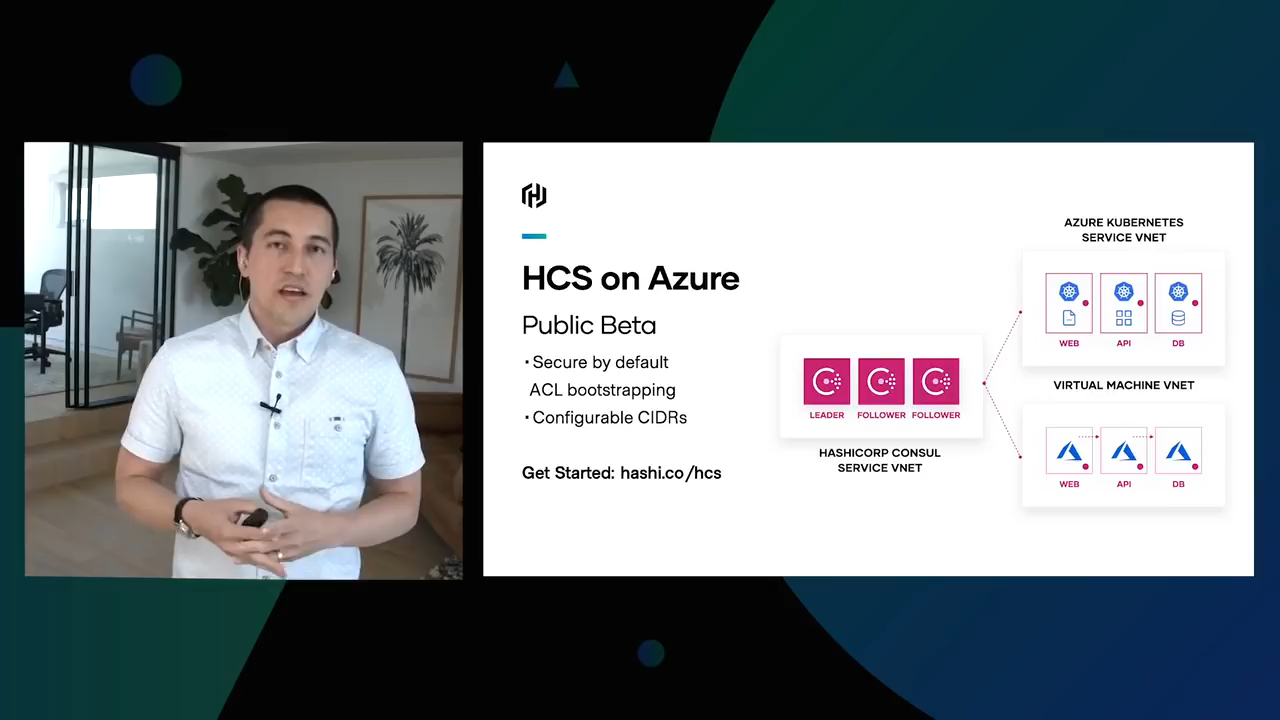 HCS on Azure
Public Beta
· Secure by default
ACL bootstrapping
· Configurable CIDRs
Get Started: hashi.co/hcs
LEADER
FOLLOWER
FOLLOWER
HASHICORP CONSUL
SERVICE VNET
AZURE KUBERNETES
SERVICE VNET
WEB
API
DB
VIRTUAL MACHINE VNET
WEB
API
DB